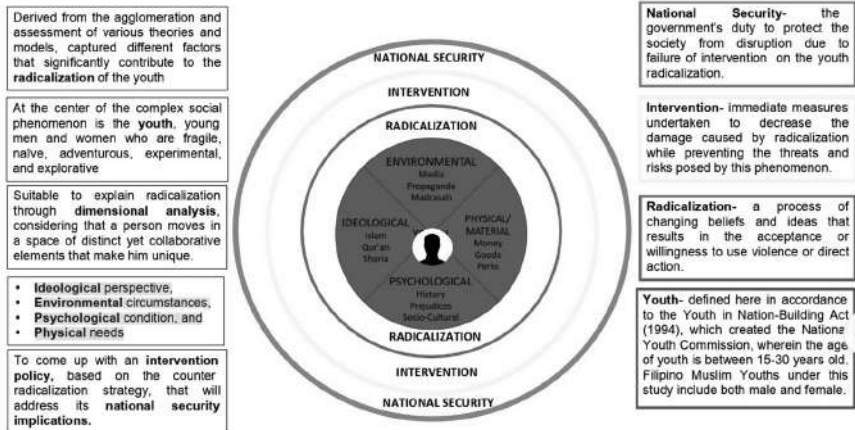 Derived from the agglomeration and
assessment of various theories and
models, captured different factors
that significantly contribute to the
radicalization of the youth
At the center of the complex social
phenomenon is the youth, young
men and women who are fragile,
naïve, adventurous, experimental,
and explorative
Suitable to explain radicalization
through dimensional analysis,
considering that a person moves in
a space of distinct yet collaborative
elements that make him unique.
• Ideological perspective,
• Environmental circumstances,
• Psychological condition, and
• Physical needs
To come up with an intervention
policy, based on the counter
radicalization strategy, that will
address its national security
implications.
NATIONAL SECURITY
INTERVENTION
RADICALIZATION
ENVIRONMENTAL
Media
Propaganda
Madrasah
IDEOLOGICAL
Islam
Qur'an
Sharia
PHYSICAL/
MATERIAL
Money
Goods
Perks
PSYCHOLOGICAL
History
Prejudices
Socio-Cultural
RADICALIZATION
INTERVENTION
NATIONAL SECURITY
National Security- the
government's duty to protect the
society from disruption due to
failure of intervention on the youth
radicalization.
Intervention- immediate measures
undertaken to decrease the
damage caused by radicalization
while preventing the threats and
risks posed by this phenomenon.
Radicalization- a process of
changing beliefs and ideas that
results in the acceptance or
willingness to use violence or direct
action.
Youth- defined here in accordance
to the Youth in Nation-Building Act
(1994), which created the National
Youth Commission, wherein the age
of youth is between 15-30 years old.
Filipino Muslim Youths under this
study include both male and female.